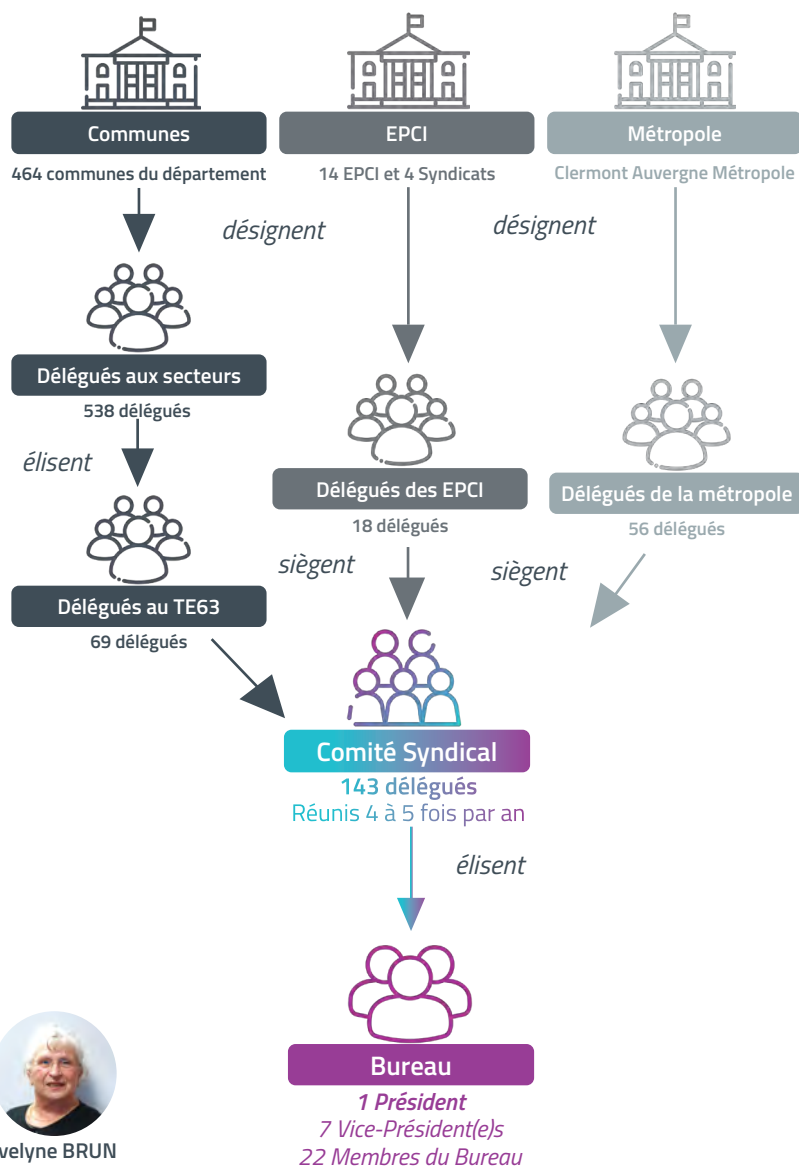 Communes
464 communes du département
EPCI
14 EPCI et 4 Syndicats
Métropole
Clermont Auvergne Métropole
désignent
désignent
Délégués aux secteurs
538 délégués
élisent
Délégués au TE63
69 délégués
Délégués des EPCI
18 délégués
Délégués de la métropole
56 délégués
siègent
siègent
Comité Syndical
143 délégués
Réunis 4 à 5 fois par an
élisent
Bureau
1 Président
7 Vice-Président(e)s
22 Membres du Bureau
velyne BRUN